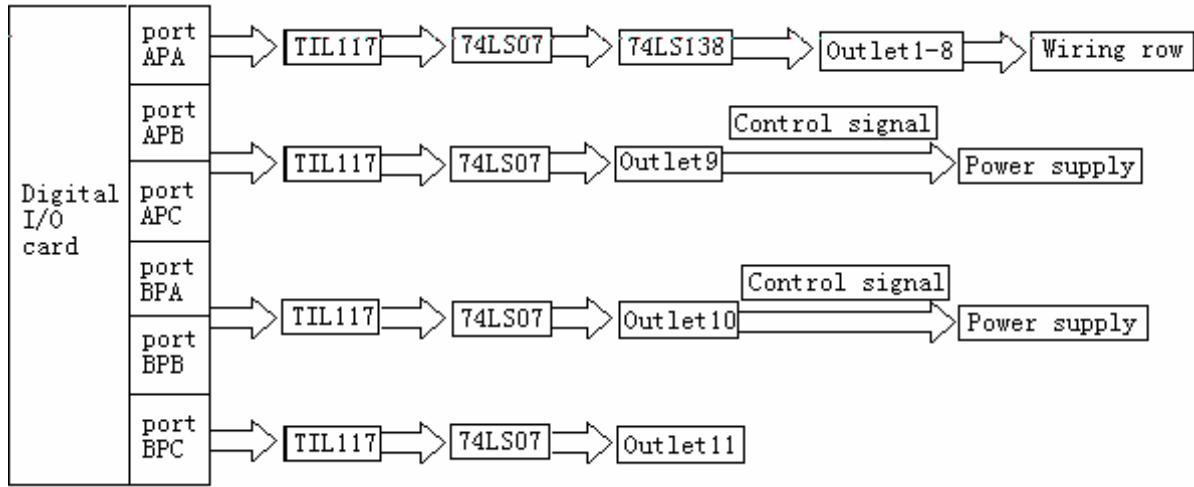 Digital
I/O
card
port
APA
TIL117
74LS07
74LS138
Outlet1-8
Wiring row
port
APB
Control signal
TIL117
74LS07
Outlet9
Power supply
port
APC
port
BPA
Control signal
TIL117
74LS07
Outlet10
Power supply
port
BPB
port
BPC
TIL117
74LS07
Outlet11